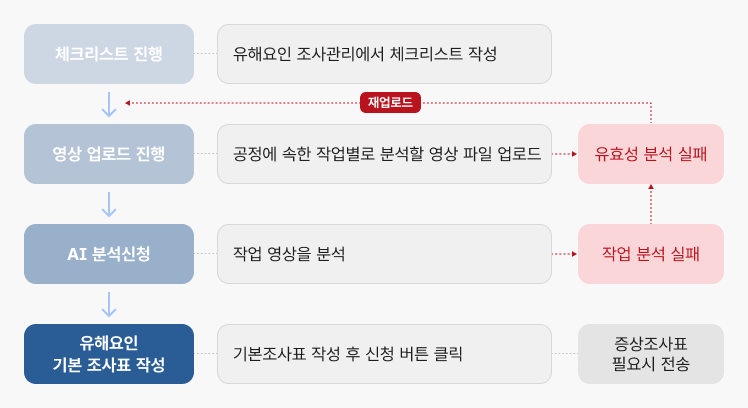 체크리스트 진행
유해요인 조사관리에서 체크리스트 작성
재업로드
영상 업로드 진행
공정에 속한 작업별로 분석할 영상 파일 업로드
유효성 분석 실패
AI 분석신청
작업 영상을 분석
작업 분석 실패
유해요인
기본 조사표 작성
기본조사표 작성 후 신청 버튼 클릭
증상조사표
필요시 전송